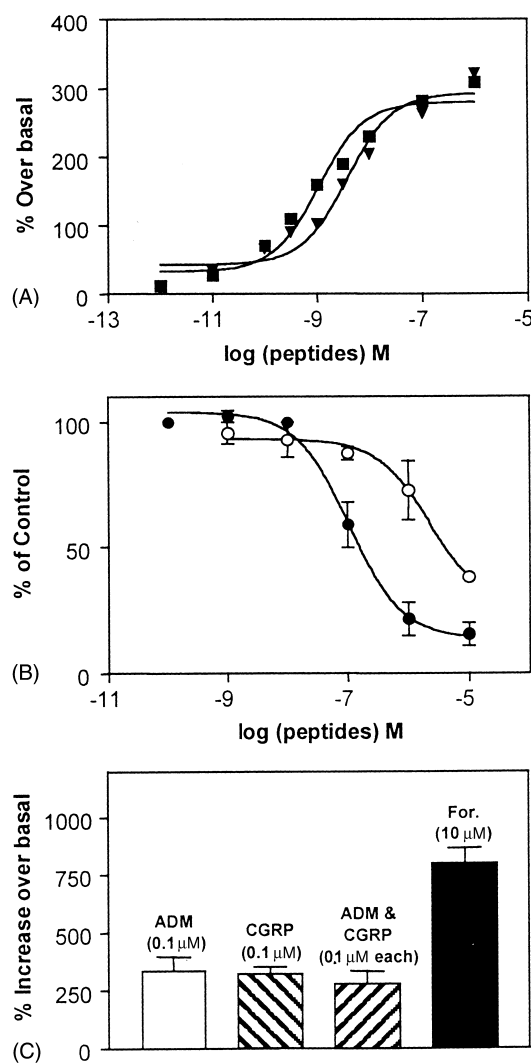 400
300
200
100
0
% Over basal
(A)
-13
-11
-9
-7
-5
log (peptides) M
100
50
0
% of Control
(B)
-11
-9
-7
-5
log (peptides) M
1000
750
500
250
0
% Increase over basal
(C)
ADM
(0.1 µM)
CGRP
(0.1 µM)
ADM &
CGRP
(0.1 µM each)
For.
(10 µM)